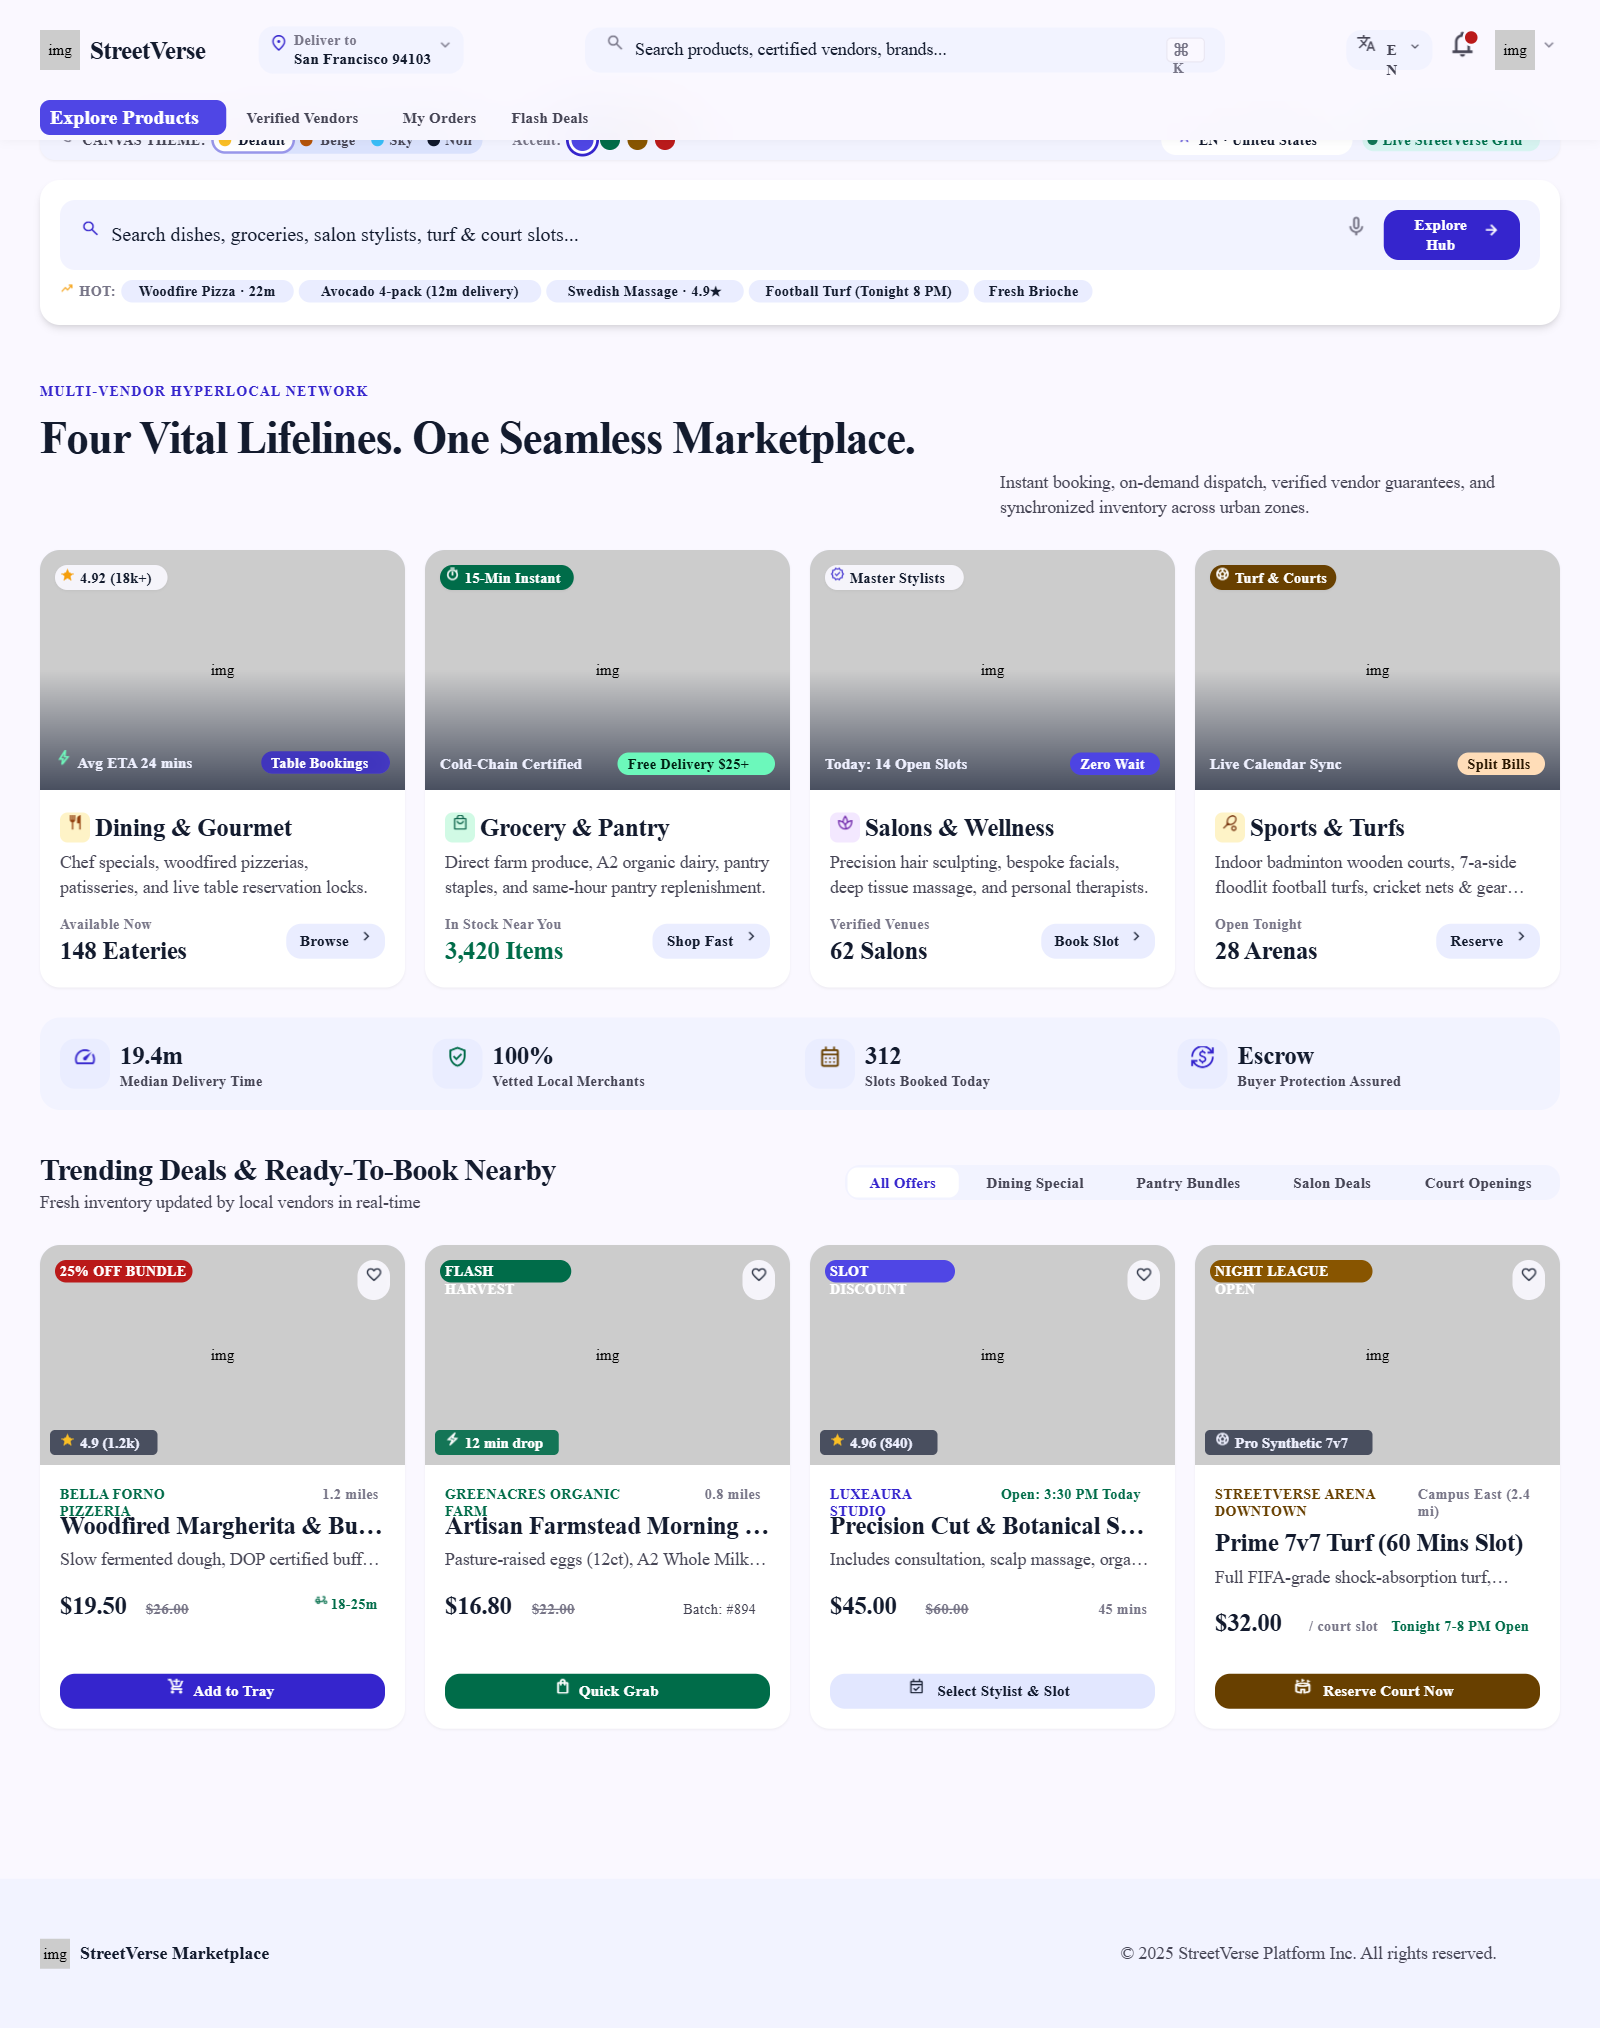 img StreetVerse
Deliver to
San Francisco 94103
Search products, certified vendors, brands...
⌘
K
E
N
img
Explore Products Verified Vendors My Orders Flash Deals
CANVAS THEME: Default Beige Sky Noir Accent: EN · United States Live StreetVerse Grid
Search dishes, groceries, salon stylists, turf & court slots...
Explore
Hub
HOT: Woodfire Pizza · 22m Avocado 4-pack (12m delivery) Swedish Massage · 4.9★ Football Turf (Tonight 8 PM) Fresh Brioche
MULTI-VENDOR HYPERLOCAL NETWORK
Four Vital Lifelines. One Seamless Marketplace.
Instant booking, on-demand dispatch, verified vendor guarantees, and
synchronized inventory across urban zones.
4.92 (18k+)
img
Avg ETA 24 mins Table Bookings
Dining & Gourmet
Chef specials, woodfired pizzerias,
patisseries, and live table reservation locks.
Available Now
148 Eateries
Browse
15-Min Instant
img
Cold-Chain Certified Free Delivery $25+
Grocery & Pantry
Direct farm produce, A2 organic dairy, pantry
staples, and same-hour pantry replenishment.
In Stock Near You
3,420 Items
Shop Fast
Master Stylists
img
Today: 14 Open Slots Zero Wait
Salons & Wellness
Precision hair sculpting, bespoke facials,
deep tissue massage, and personal therapists.
Verified Venues
62 Salons
Book Slot
Turf & Courts
img
Live Calendar Sync Split Bills
Sports & Turfs
Indoor badminton wooden courts, 7-a-side
floodlit football turfs, cricket nets & gear…
Open Tonight
28 Arenas
Reserve
19.4m
Median Delivery Time
100%
Vetted Local Merchants
312
Slots Booked Today
Escrow
Buyer Protection Assured
Trending Deals & Ready-To-Book Nearby
Fresh inventory updated by local vendors in real-time
All Offers Dining Special Pantry Bundles Salon Deals Court Openings
25% OFF BUNDLE
img
4.9 (1.2k)
BELLA FORNO
PIZZERIA
1.2 miles
Woodfired Margherita & Bu…
Slow fermented dough, DOP certified buff…
$19.50 $26.00 18-25m
Add to Tray
FLASH
HARVEST
img
12 min drop
GREENACRES ORGANIC
FARM
0.8 miles
Artisan Farmstead Morning …
Pasture-raised eggs (12ct), A2 Whole Milk…
$16.80 $22.00 Batch: #894
Quick Grab
SLOT
DISCOUNT
img
4.96 (840)
LUXEAURA
STUDIO
Open: 3:30 PM Today
Precision Cut & Botanical S…
Includes consultation, scalp massage, orga…
$45.00 $60.00 45 mins
Select Stylist & Slot
NIGHT LEAGUE
OPEN
img
Pro Synthetic 7v7
STREETVERSE ARENA
DOWNTOWN
Campus East (2.4
mi)
Prime 7v7 Turf (60 Mins Slot)
Full FIFA-grade shock-absorption turf,…
$32.00 / court slot Tonight 7-8 PM Open
Reserve Court Now
img StreetVerse Marketplace
© 2025 StreetVerse Platform Inc. All rights reserved.